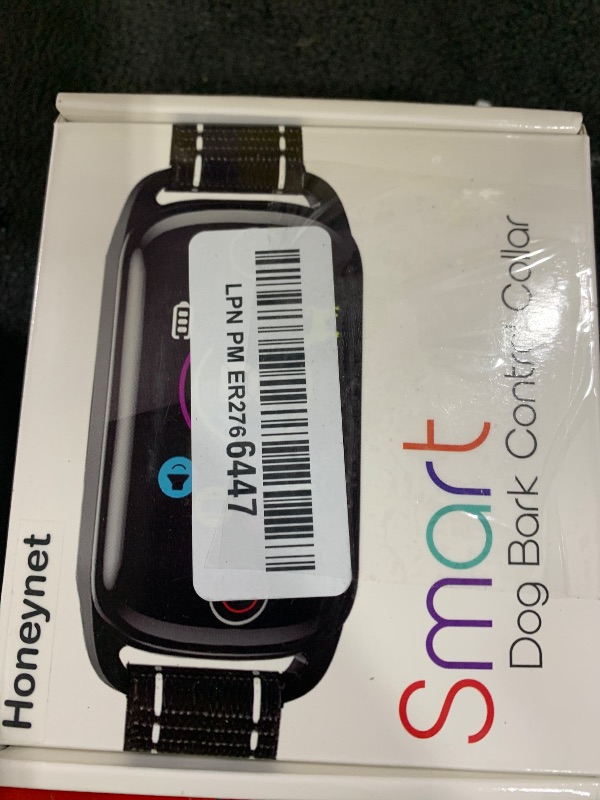 Honeynet
LPN PM ER2766447
Smart
Dog Bark Control Collar